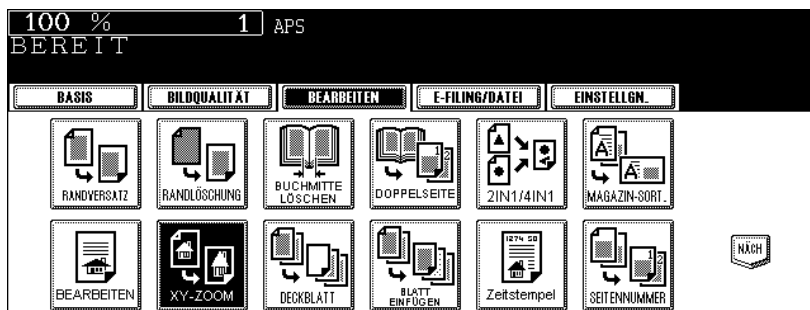 100 % 1 APS
BEREIT
BASIS BILDQUALITÄT BEARBEITEN E-FILING/DATEI EINSTELLGN.
RANDVERSATZ RANDLÖSCHUNG BUCHMITTE LÖSCHEN DOPPELSEITE 2IN1/4IN1 MAGAZIN-SORT.
BEARBEITEN XY-ZOOM DECKBLATT BLATT EINFÜGEN Zeitstempel SEITENNUMMER NÄCH